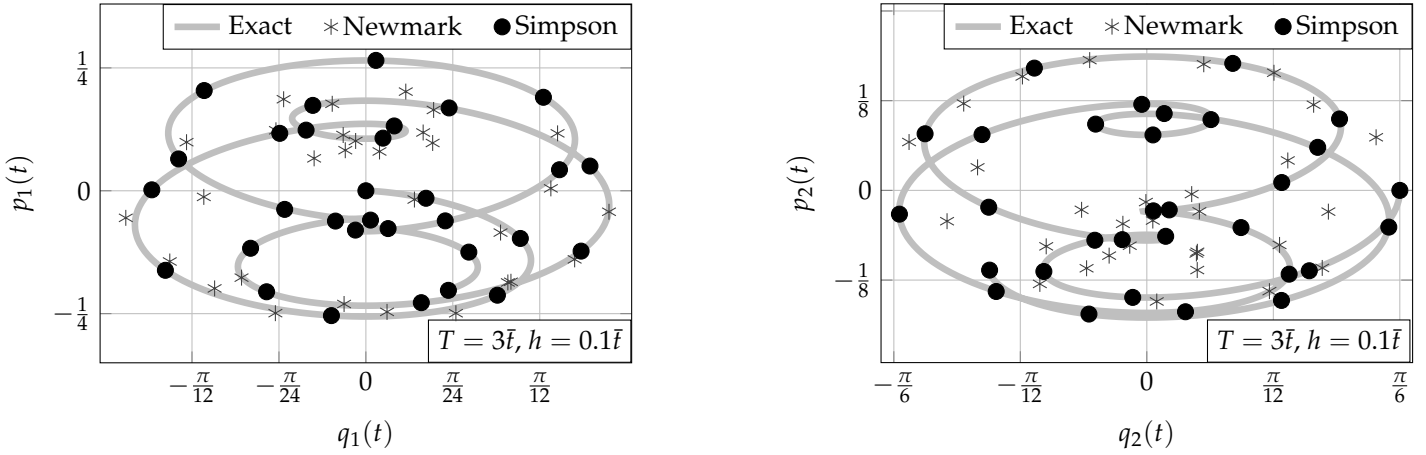 Exact Newmark Simpson
1/4
0
−1/4
p₁(t)
T = 3t̄, h = 0.1t̄
−π/12 −π/24 0 π/24 π/12
q₁(t)
Exact Newmark Simpson
1/8
0
−1/8
p₂(t)
T = 3t̄, h = 0.1t̄
−π/6 −π/12 0 π/12 π/6
q₂(t)